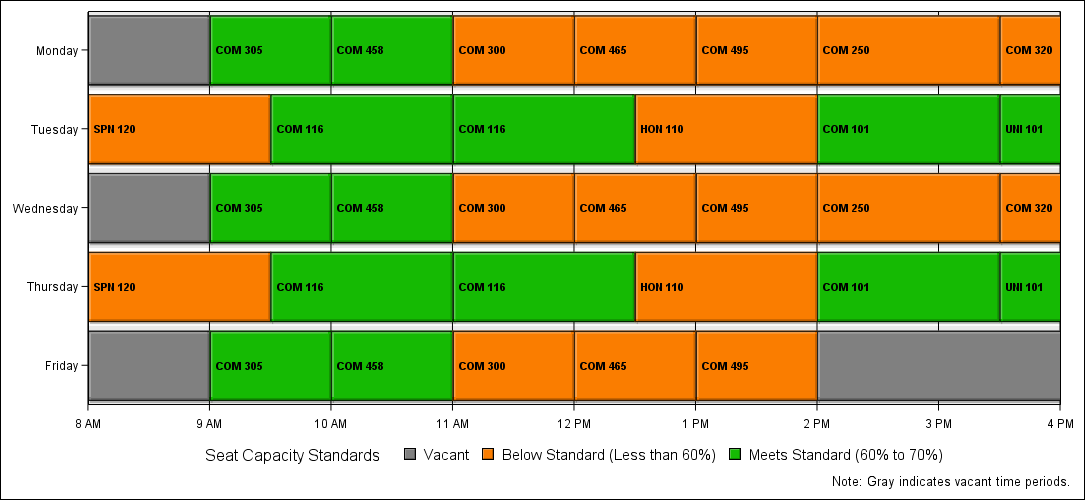 Monday COM 305 COM 458 COM 300 COM 465 COM 495 COM 250 COM 320
Tuesday SPN 120 COM 116 COM 116 HON 110 COM 101 UNI 101
Wednesday COM 305 COM 458 COM 300 COM 465 COM 495 COM 250 COM 320
Thursday SPN 120 COM 116 COM 116 HON 110 COM 101 UNI 101
Friday COM 305 COM 458 COM 300 COM 465 COM 495
8 AM 9 AM 10 AM 11 AM 12 PM 1 PM 2 PM 3 PM 4 PM
Seat Capacity Standards Vacant Below Standard (Less than 60%) Meets Standard (60% to 70%)
Note: Gray indicates vacant time periods.